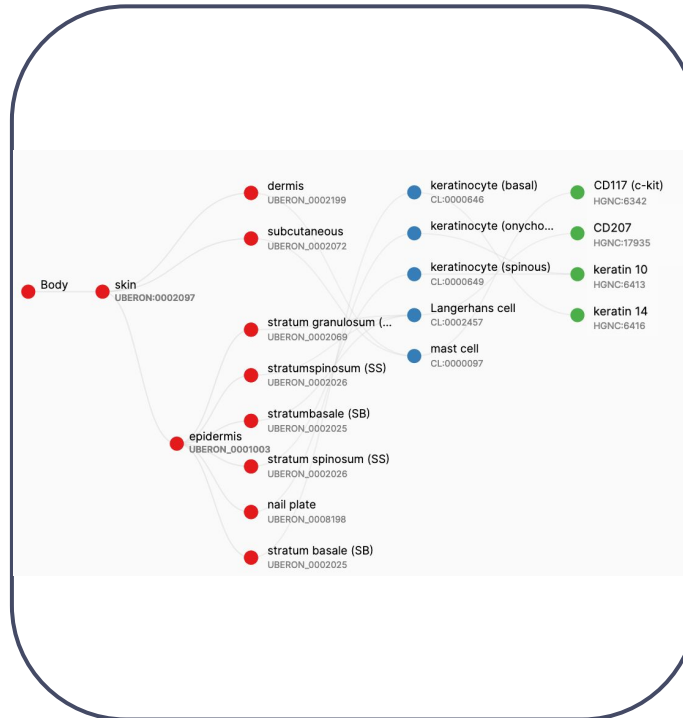 Body
skin
UBERON:0002097
dermis
UBERON_0002199
subcutaneous
UBERON_0002072
stratum granulosum (...
UBERON_0002069
stratumspinosum (SS)
UBERON_0002026
stratumbasale (SB)
UBERON_0002025
epidermis
UBERON_0001003
stratum spinosum (SS)
UBERON_0002026
nail plate
UBERON_0008198
stratum basale (SB)
UBERON_0002025
keratinocyte (basal)
CL:0000646
keratinocyte (onycho...
keratinocyte (spinous)
CL:0000649
Langerhans cell
CL:0002457
mast cell
CL:0000097
CD117 (c-kit)
HGNC:6342
CD207
HGNC:17935
keratin 10
HGNC:6413
keratin 14
HGNC:6416